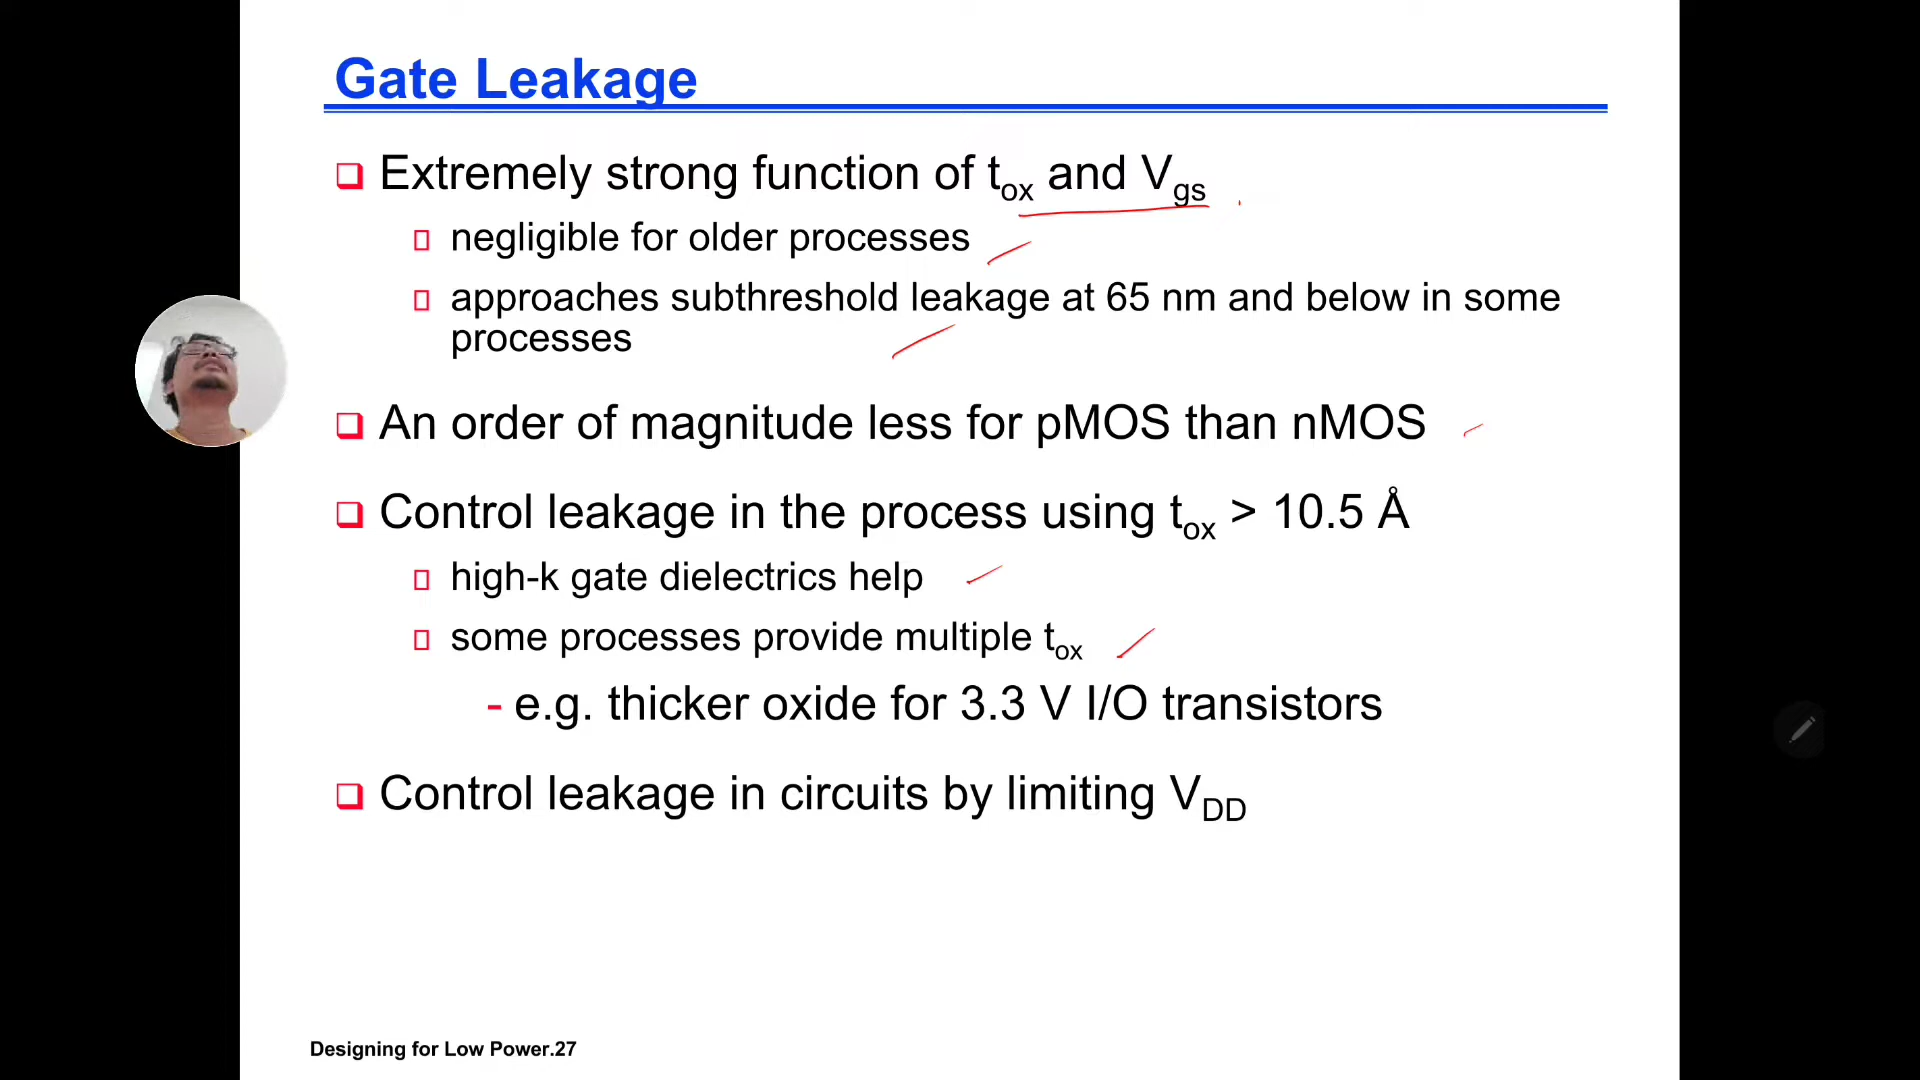 Gate Leakage
Extremely strong function of tox and Vgs
negligible for older processes
approaches subthreshold leakage at 65 nm and below in some
processes
An order of magnitude less for pMOS than nMOS
Control leakage in the process using tox > 10.5 Å
high-k gate dielectrics help
some processes provide multiple tox
- e.g. thicker oxide for 3.3 V I/O transistors
Control leakage in circuits by limiting VDD
Designing for Low Power.27